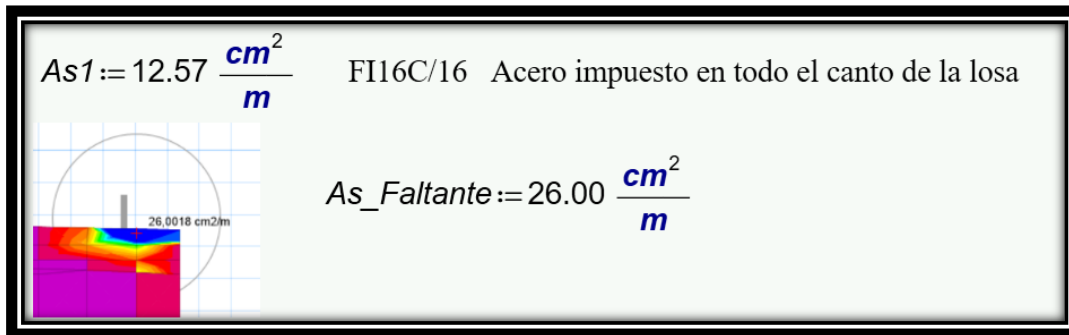 As1 := 12.57 cm²/m FI16C/16 Acero impuesto en todo el canto de la losa
26,0018 cm2/m
As_Faltante := 26.00 cm²/m